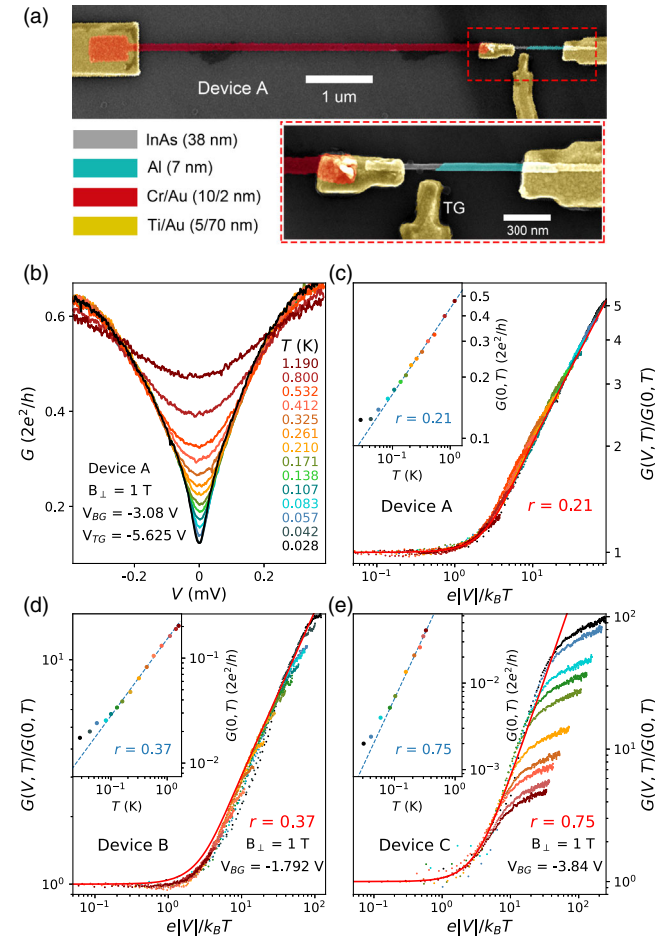 (a)
Device A
1 um
InAs (38 nm)
Al (7 nm)
Cr/Au (10/2 nm)
Ti/Au (5/70 nm)
TG
300 nm
(b)
G (2e²/h)
0.6
0.4
0.2
T (K)
1.190
0.800
0.532
0.412
0.325
0.261
0.210
0.171
0.138
0.107
0.083
0.057
0.042
0.028
Device A
B⊥ = 1 T
V_BG = -3.08 V
V_TG = -5.625 V
-0.2 0 0.2
V (mV)
(c)
0.5
0.4
0.3
0.2
0.1
G(0, T) (2e²/h)
r = 0.21
10⁻¹ 10⁰
T (K)
Device A
r = 0.21
5
3
2
1
G(V, T)/G(0, T)
10⁻¹ 10⁰ 10¹
e|V|/k_BT
(d)
G(V, T)/G(0, T)
10¹
10⁰
10⁻¹
10⁻²
G(0, T) (2e²/h)
r = 0.37
10⁻¹ 10⁰
T (K)
Device B
r = 0.37
B⊥ = 1 T
V_BG = -1.792 V
10⁻¹ 10⁰ 10¹ 10²
e|V|/k_BT
(e)
10⁻²
10⁻³
G(0, T) (2e²/h)
r = 0.75
10⁻¹ 10⁰
T (K)
Device C
r = 0.75
B⊥ = 1 T
V_BG = -3.84 V
10²
10¹
10⁰
G(V, T)/G(0, T)
10⁻¹ 10⁰ 10¹ 10²
e|V|/k_BT